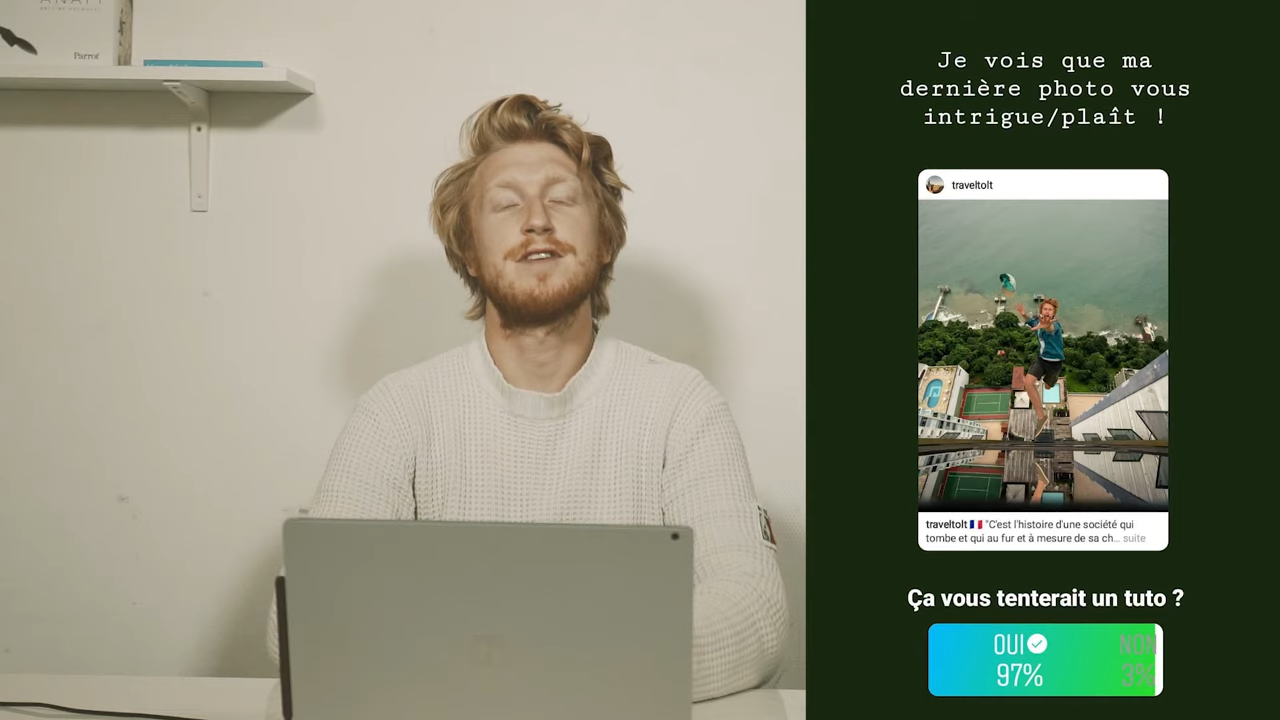 Parrot
Je vois que ma
dernière photo vous
intrigue/plaît !
traveltolt
traveltolt 🇫🇷 "C'est l'histoire d'une société qui
tombe et qui au fur et à mesure de sa ch... suite
Ça vous tenterait un tuto ?
OUI NON
97% 3%